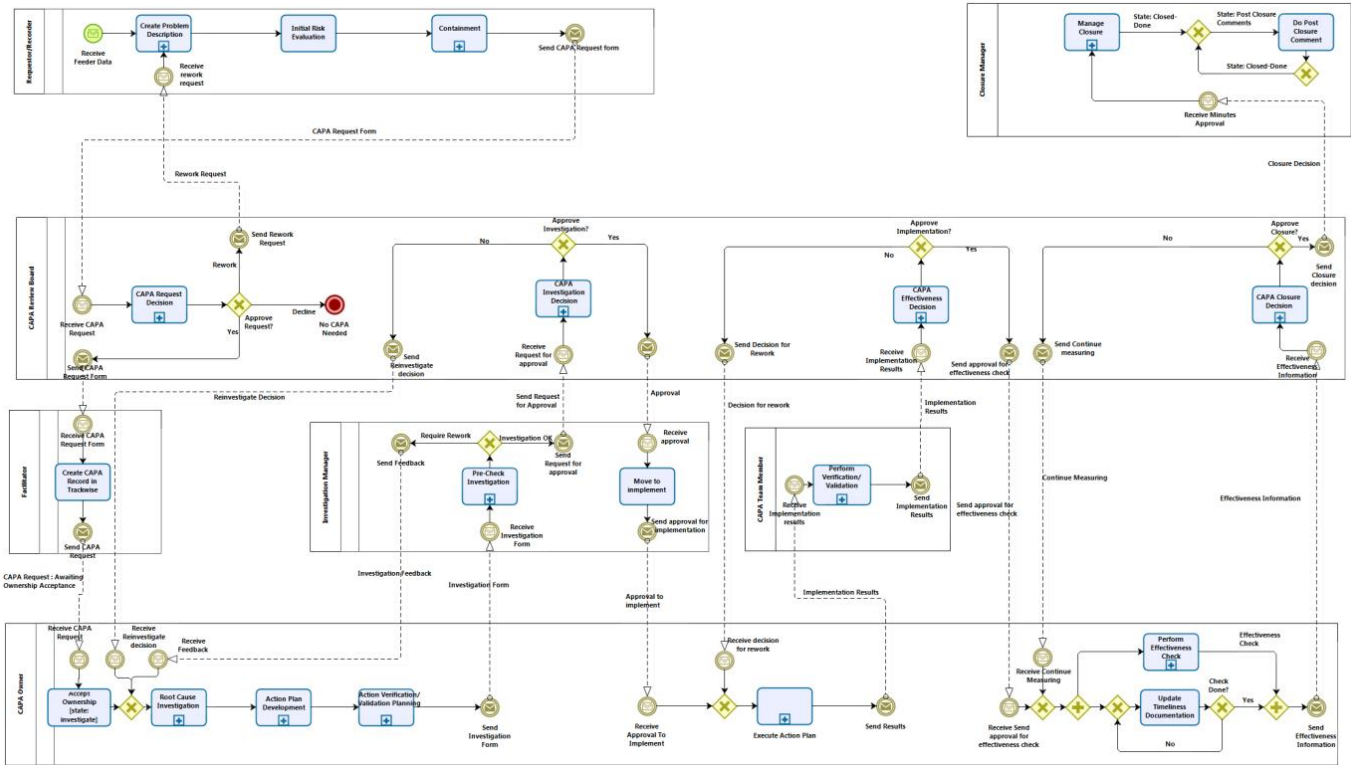 Requestor/Recorder
Receive
Feeder Data
Create Problem
Description
Initial Risk
Evaluation
Containment
Send CAPA Request form
Receive
rework
request
Closure Manager
Manage
Closure
State: Closed-
Done
State: Post Closure
Comments
Do Post
Closure
Comment
State: Closed-Done
Receive Minutes
Approval
CAPA Request Form
Rework Request
Closure Decision
CAPA Review Board
Receive CAPA
Request
CAPA Request
Decision
Send Rework
Request
Rework
Approve
Request?
Decline
No CAPA
Needed
Yes
Send CAPA
Request Form
Approve
Investigation?
No
Yes
CAPA
Investigation
Decision
Send
Reinvestigate
decision
Receive
Request for
approval
Approve
Implementation?
No
Yes
CAPA
Effectiveness
Decision
Send Decision for
Rework
Receive
Implementation
Results
Send approval for
effectiveness check
Approve
Closure?
No
Yes
Send
Closure
decision
CAPA Closure
Decision
Send Continue
measuring
Receive
Effectiveness
Information
Reinvestigate Decision
Send Request
for Approval
Approval
Decision for rework
Implementation
Results
Facilitator
Receive CAPA
Request Form
Create CAPA
Record in
Trackwise
Send CAPA
Request
Investigation Manager
Require Rework
Investigation OK
Send Feedback
Pre-Check
Investigation
Send
Request for
approval
Receive
Investigation
Form
Receive
approval
Move to
inmplement
Send approval for
implementation
CAPA Team Member
Receive
Implementation
results
Perform
Verification/
Validation
Send
Implementation
Results
Send approval for
effectiveness check
Continue Measuring
Effectiveness Information
CAPA Request : Awaiting
Ownership Acceptance
Investigation Feedback
Investigation Form
Approval to
implement
Implementation Results
CAPA Owner
Receive CAPA
Request
Receive
Reinvestigate
decision
Receive
Feedback
Accept
Ownership
[state:
investigate]
Root Cause
Investigation
Action Plan
Development
Action Verification/
Validation Planning
Send
Investigation
Form
Receive
Approval To
Implement
Receive decision
for rework
Execute Action Plan
Send Results
Receive Continue
Measuring
Receive Send
approval for
effectiveness check
Perform
Effectiveness
Check
Effectiveness
Check
Update
Timeliness
Documentation
Check
Done?
Yes
No
Send
Effectiveness
Information